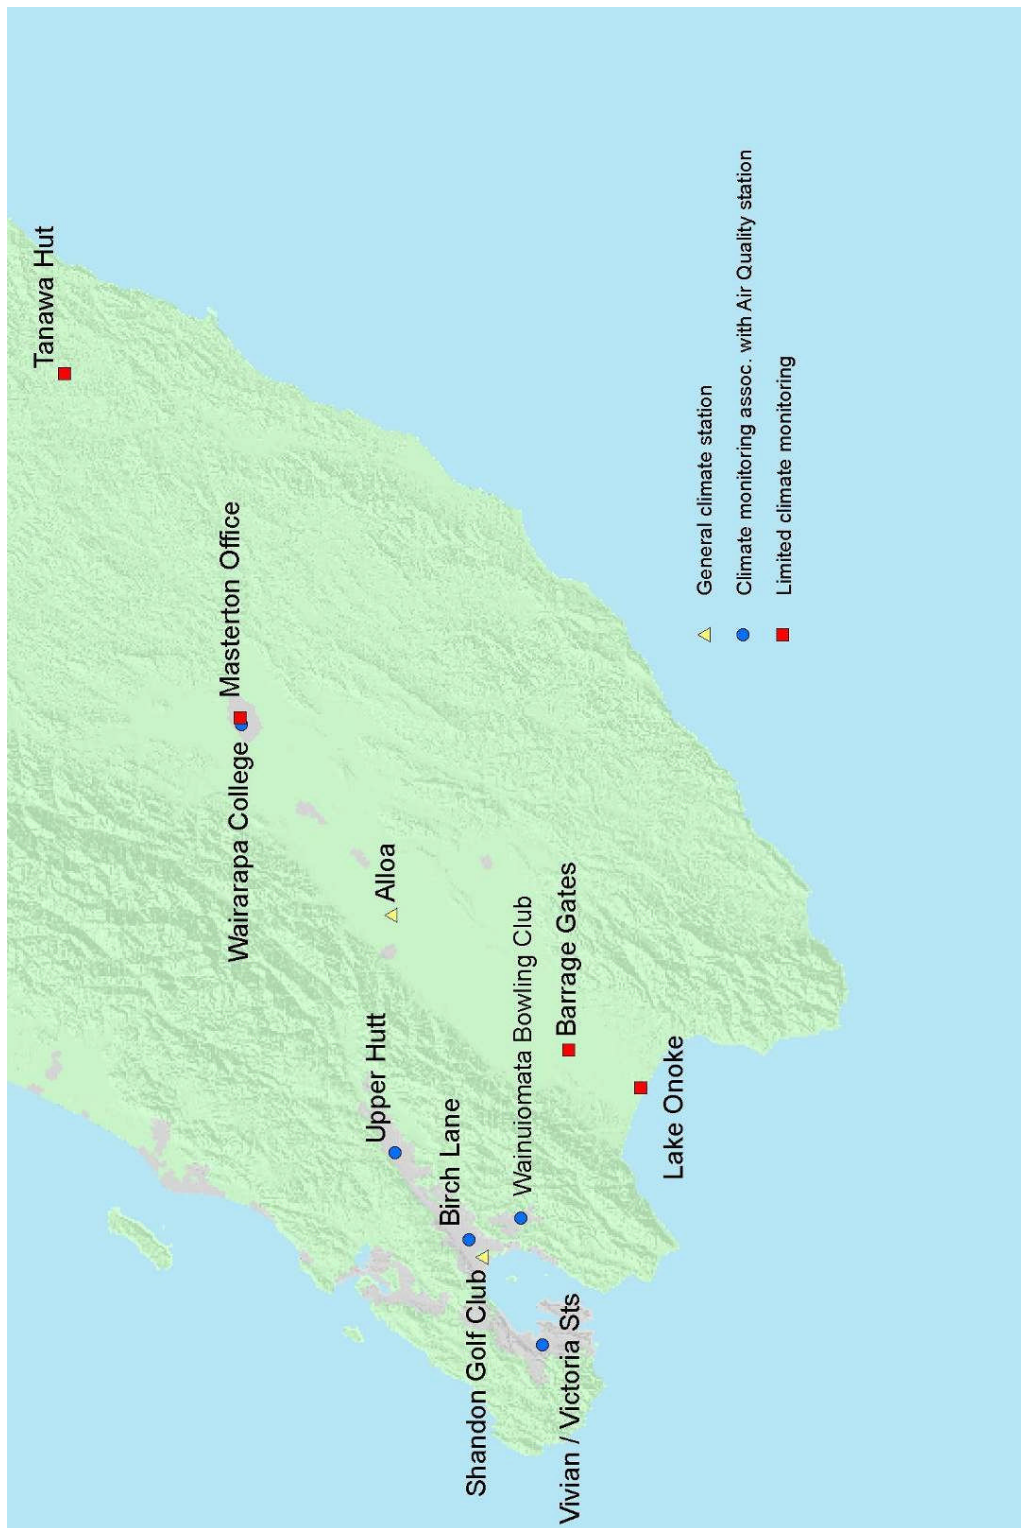 Tanawa Hut
Masterton Office
Wairarapa College
Alloa
Upper Hutt
Barrage Gates
Wainuiomata Bowling Club
Birch Lane
Lake Onoke
Shandon Golf Club
Vivian / Victoria Sts
General climate station
Climate monitoring assoc. with Air Quality station
Limited climate monitoring